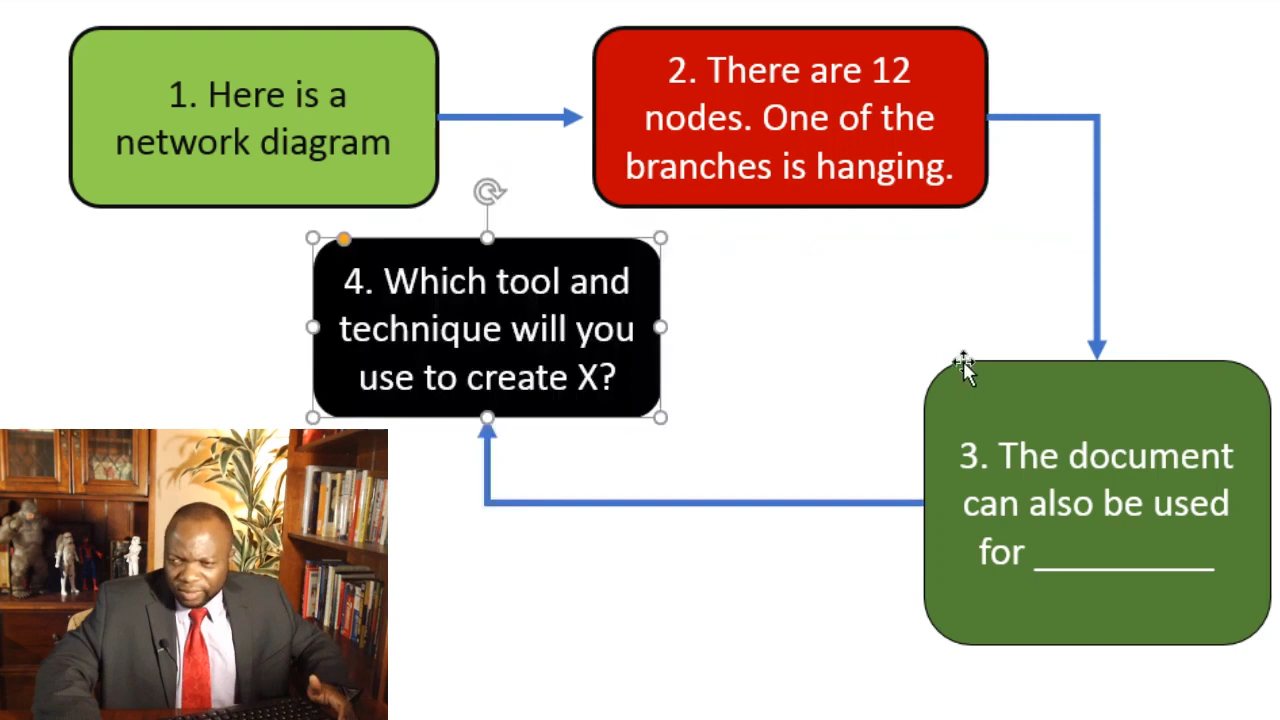 1. Here is a
network diagram
2. There are 12
nodes. One of the
branches is hanging.
3. The document
can also be used
for __________
4. Which tool and
technique will you
use to create X?